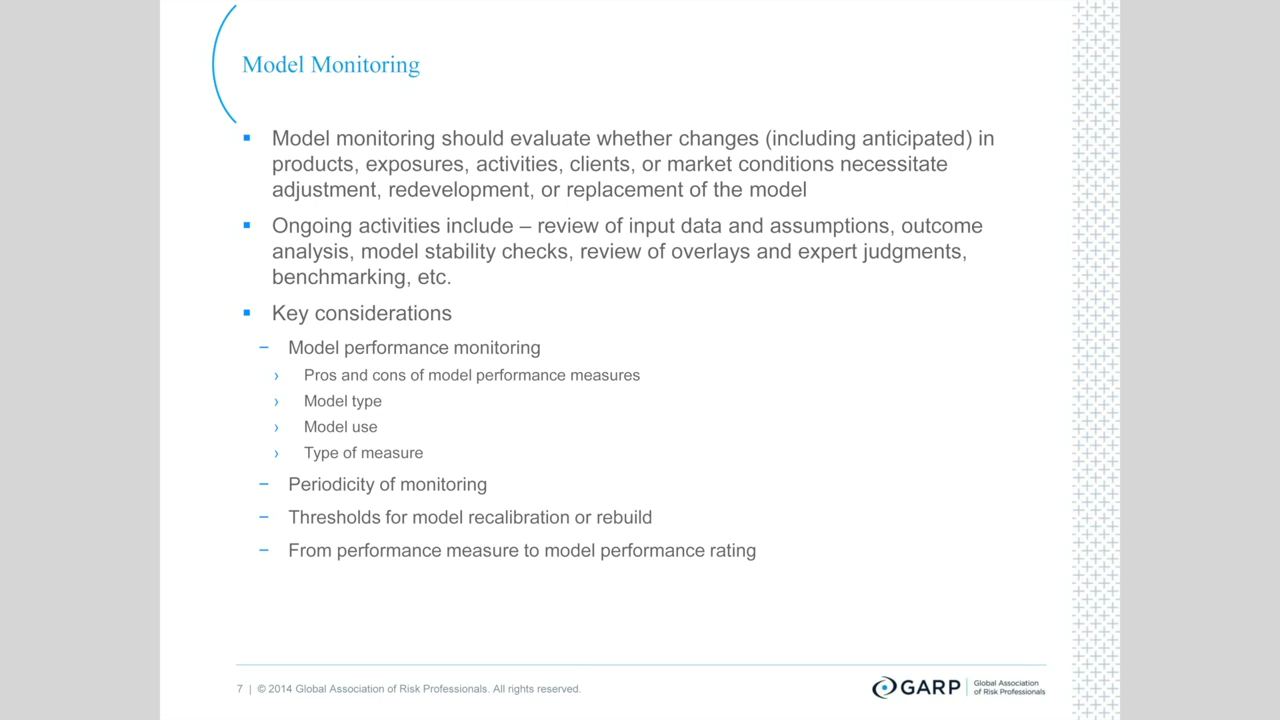 Model Monitoring
Model monitoring should evaluate whether changes (including anticipated) in
products, exposures, activities, clients, or market conditions necessitate
adjustment, redevelopment, or replacement of the model
Ongoing activities include – review of input data and assumptions, outcome
analysis, model stability checks, review of overlays and expert judgments,
benchmarking, etc.
Key considerations
Model performance monitoring
Pros and cons of model performance measures
Model type
Model use
Type of measure
Periodicity of monitoring
Thresholds for model recalibration or rebuild
From performance measure to model performance rating
7 | © 2014 Global Association of Risk Professionals. All rights reserved.
GARP
Global Association
of Risk Professionals